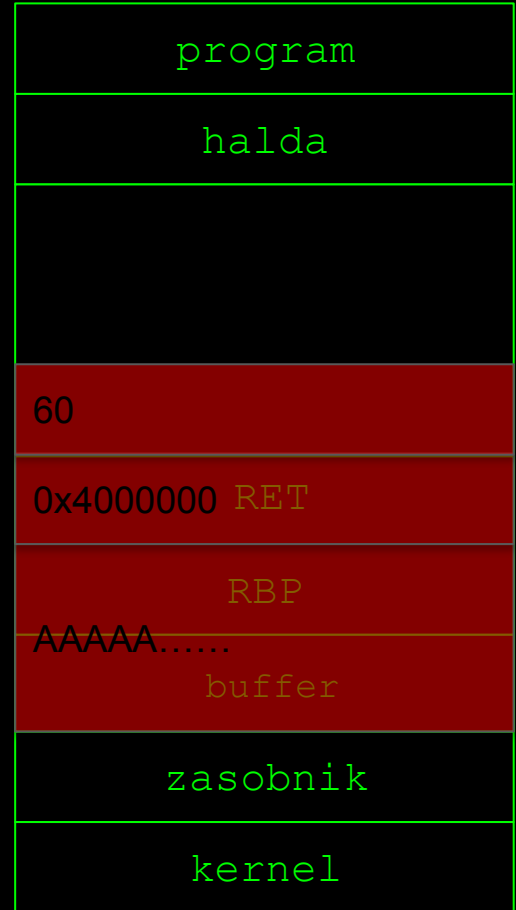 program
halda
60
0x4000000 RET
RBP
AAAAA......
buffer
zasobnik
kernel